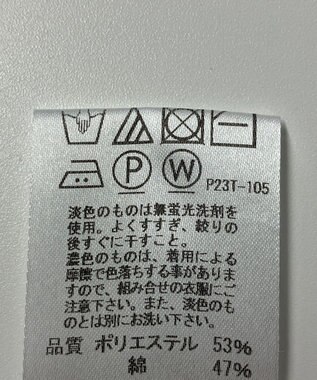 P
W
P23T-105
淡色のものは無蛍光洗剤を
使用。よくすすぎ、絞りの
後すぐに干すこと。
濃色のものは、着用による
摩擦で色落ちする事がありま
すので、組み合せの衣服にご
注意下さい。また、淡色のも
のとは別にお洗い下さい。
品質 ポリエステル 53%
綿 47%